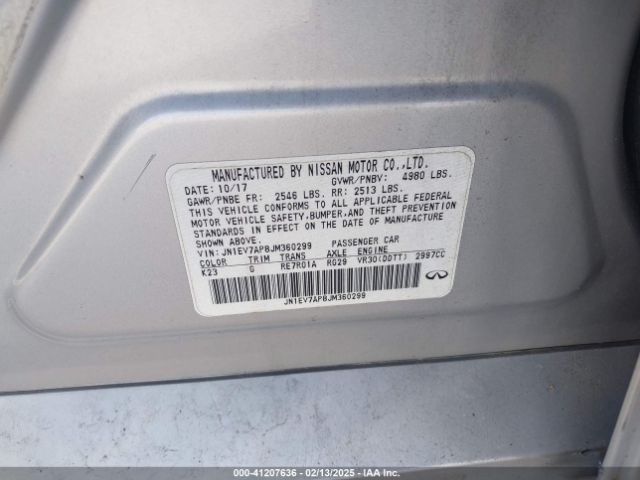 MANUFACTURED BY NISSAN MOTOR CO.,LTD.
DATE: 10/17 GVWR/PNBV: 4980 LBS.
GAWR/PNBE FR: 2546 LBS. RR: 2513 LBS.
THIS VEHICLE CONFORMS TO ALL APPLICABLE FEDERAL
MOTOR VEHICLE SAFETY,BUMPER,AND THEFT PREVENTION
STANDARDS IN EFFECT ON THE DATE OF MANUFACTURE
SHOWN ABOVE.
VIN: JN1EV7AP8JM360299 PASSENGER CAR
COLOR TRIM TRANS AXLE ENGINE
K23 G RE7R01A RG29 VR30(DDTT) 2997CC
JN1EV7AP8JM360299
INFINITI
000-41207636 - 02/13/2025 - IAAI.COM